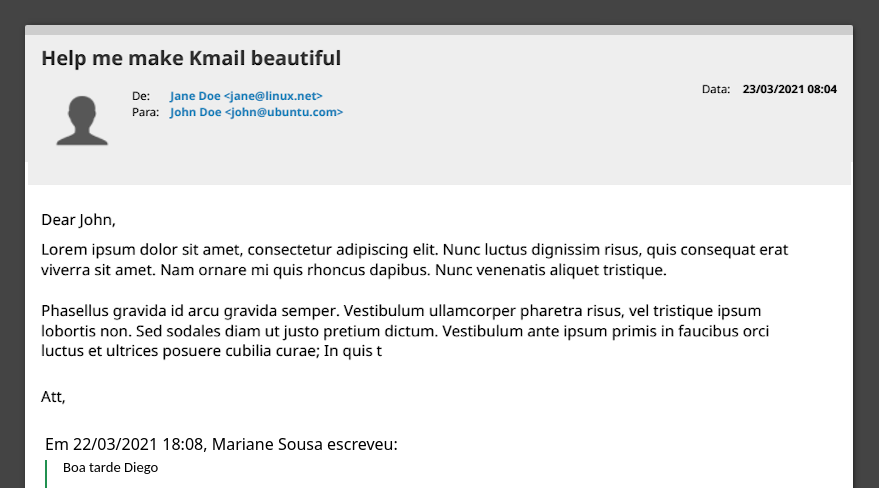 Help me make Kmail beautiful
De: Jane Doe <jane@linux.net>
Data: 23/03/2021 08:04
Para: John Doe <john@ubuntu.com>
Dear John,
Lorem ipsum dolor sit amet, consectetur adipiscing elit. Nunc luctus dignissim risus, quis consequat erat
viverra sit amet. Nam ornare mi quis rhoncus dapibus. Nunc venenatis aliquet tristique.
Phasellus gravida id arcu gravida semper. Vestibulum ullamcorper pharetra risus, vel tristique ipsum
lobortis non. Sed sodales diam ut justo pretium dictum. Vestibulum ante ipsum primis in faucibus orci
luctus et ultrices posuere cubilia curae; In quis t
Att,
Em 22/03/2021 18:08, Mariane Sousa escreveu:
Boa tarde Diego